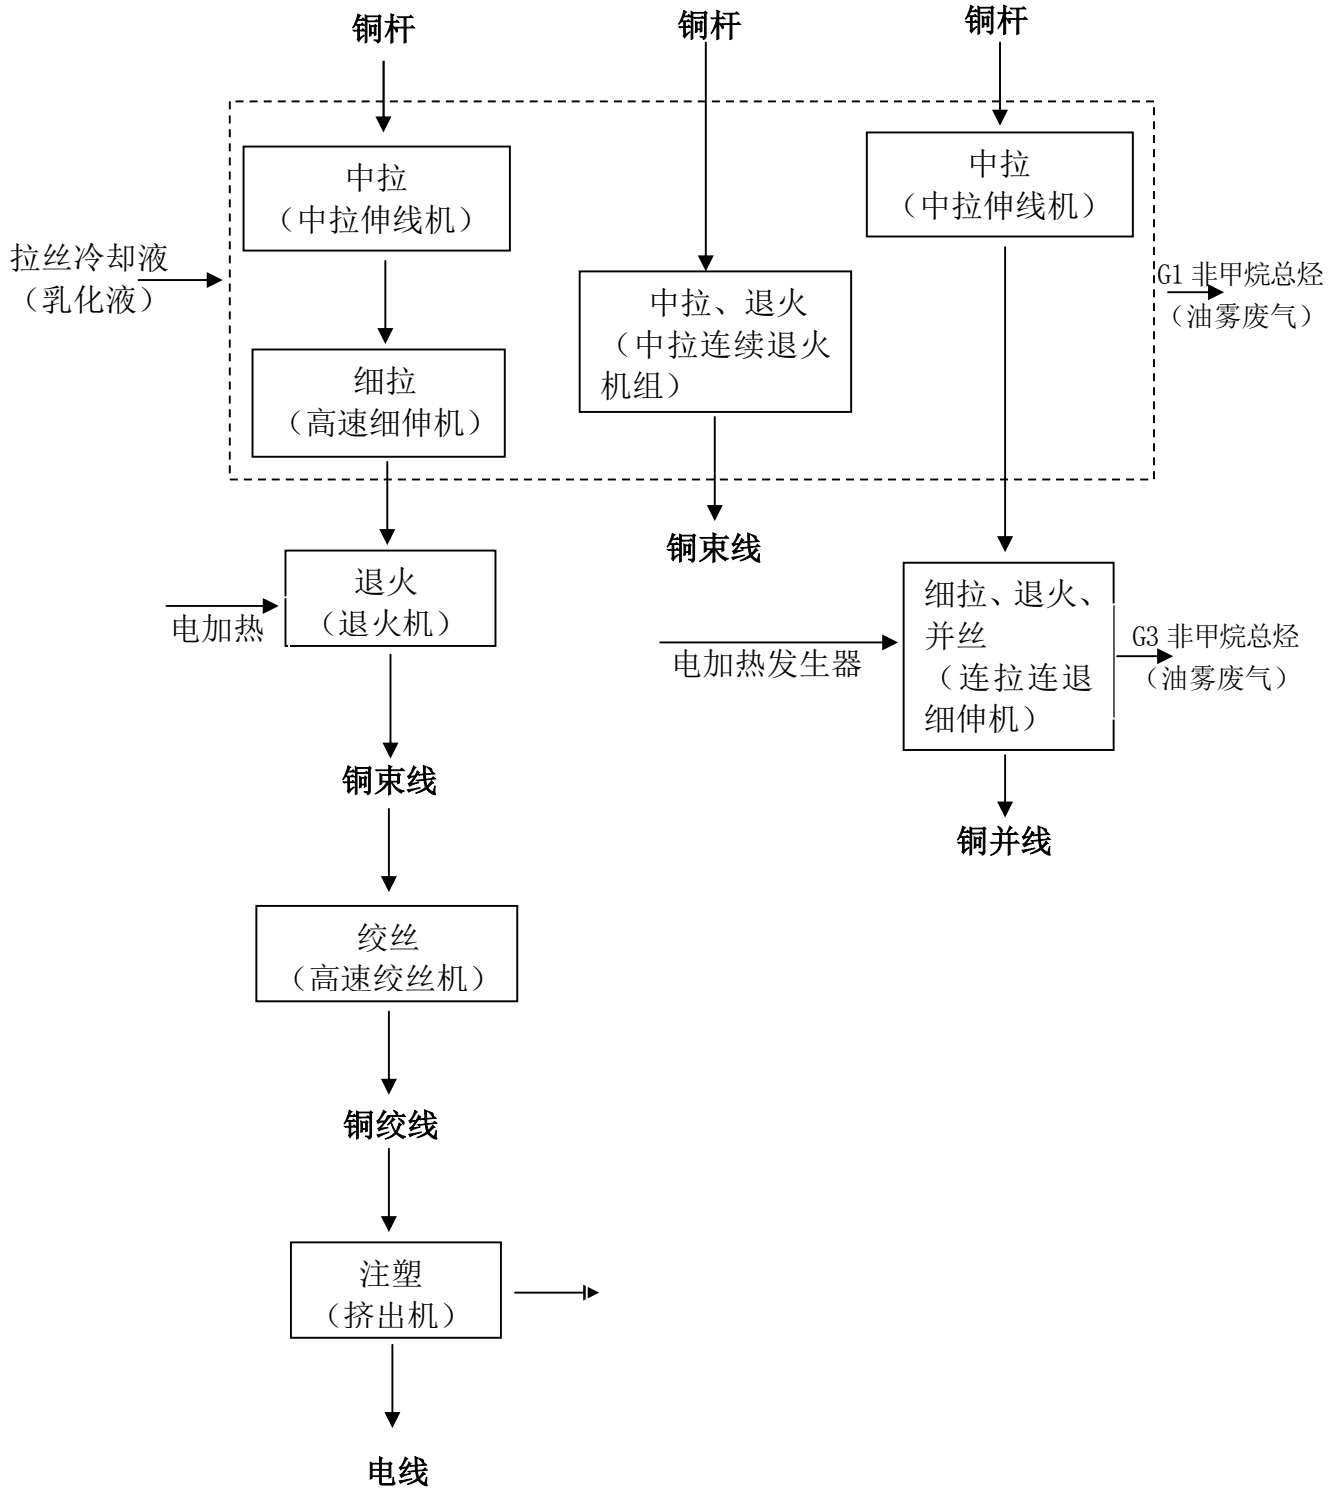 铜杆
铜杆
铜杆
中拉
（中拉伸线机）
中拉
（中拉伸线机）
拉丝冷却液
（乳化液）
G1 非甲烷总烃
（油雾废气）
中拉、退火
（中拉连续退火
机组）
细拉
（高速细伸机）
铜束线
退火
（退火机）
电加热
细拉、退火、
并丝
（连拉连退
细伸机）
电加热发生器
G3 非甲烷总烃
（油雾废气）
铜束线
铜并线
绞丝
（高速绞丝机）
铜绞线
注塑
（挤出机）
电线